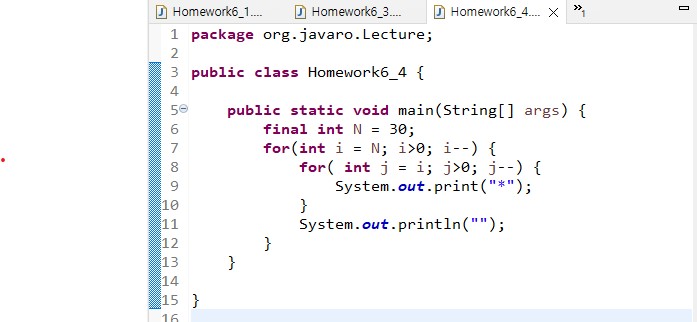 Homework6_1.... Homework6_3.... Homework6_4.... »1
1 package org.javaro.Lecture;
2
3 public class Homework6_4 {
4
5 public static void main(String[] args) {
6 final int N = 30;
7 for(int i = N; i>0; i--) {
8 for( int j = i; j>0; j--) {
9 System.out.print("*");
10 }
11 System.out.println("");
12 }
13 }
14
15 }
16